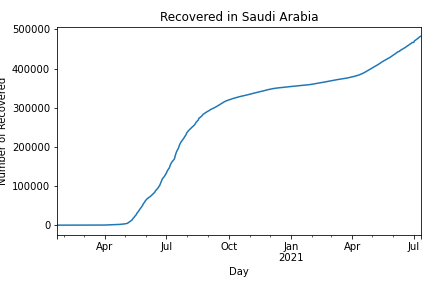 Recovered in Saudi Arabia
Number of Recovered
500000
400000
300000
200000
100000
0
Apr Jul Oct Jan Apr Jul
2021
Day